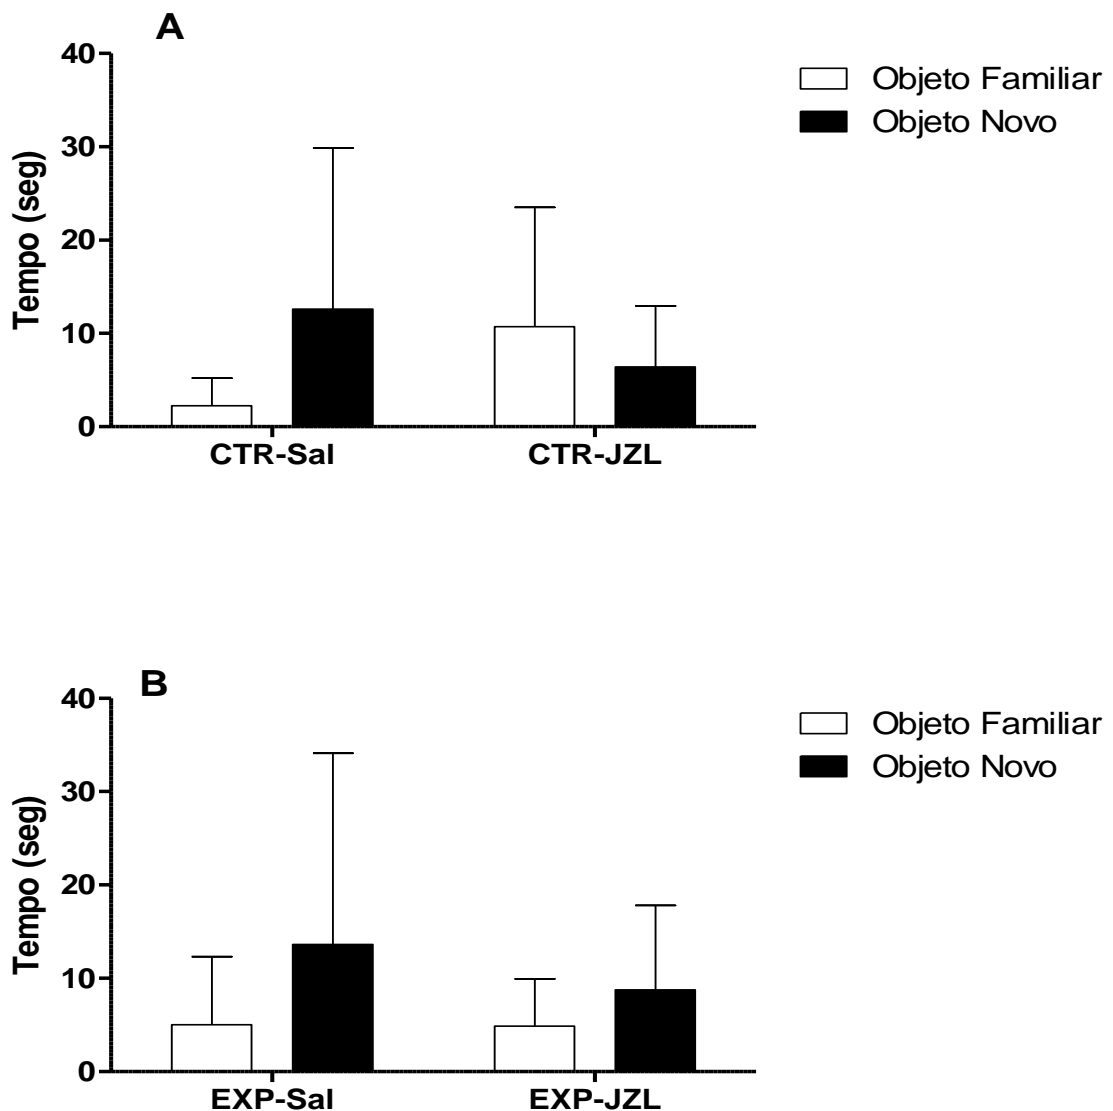 A
40
30
20
10
0
Tempo (seg)
CTR-Sal
CTR-JZL
Objeto Familiar
Objeto Novo
B
40
30
20
10
0
Tempo (seg)
EXP-Sal
EXP-JZL
Objeto Familiar
Objeto Novo